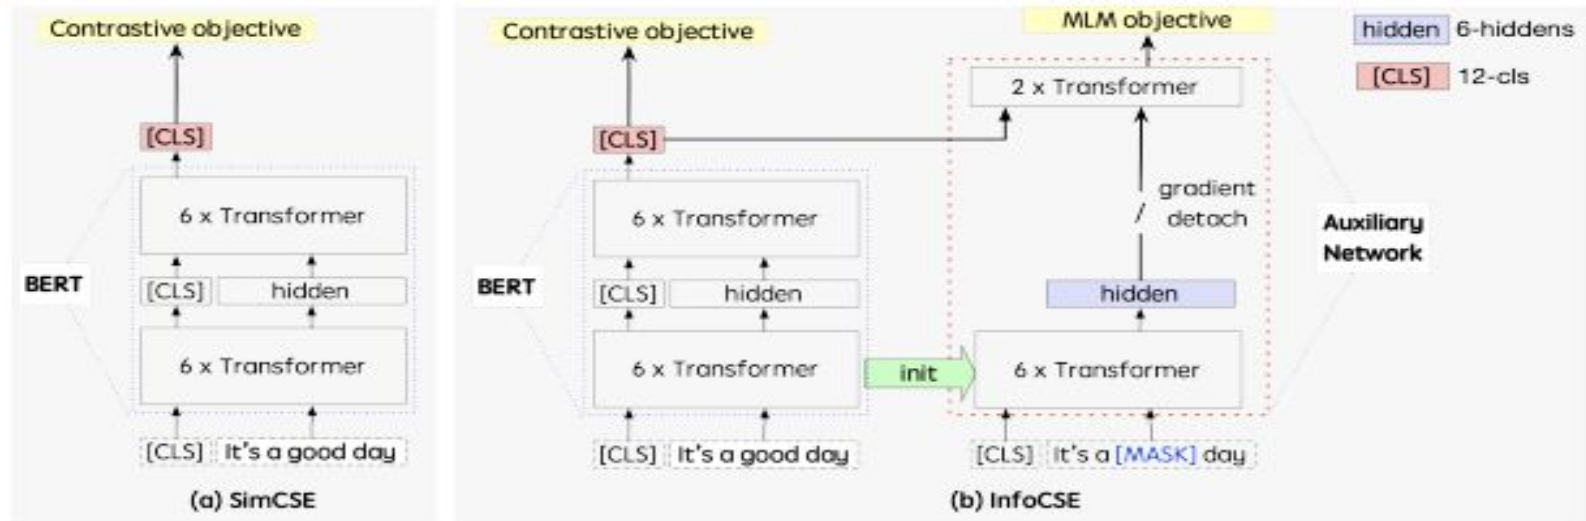 Contrastive objective
[CLS]
6 x Transformer
[CLS] hidden
BERT
6 x Transformer
[CLS] It's a good day
(a) SimCSE
Contrastive objective
[CLS]
6 x Transformer
[CLS] hidden
BERT
6 x Transformer
[CLS] It's a good day
init
MLM objective
2 x Transformer
gradient
detach
hidden
6 x Transformer
[CLS] It's a [MASK] day
Auxiliary
Network
(b) InfoCSE
hidden 6-hiddens
[CLS] 12-cls